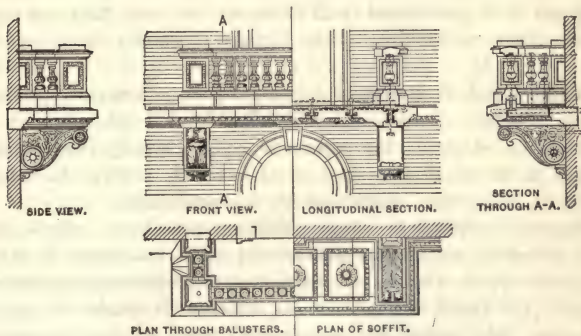 A
SIDE VIEW.
A
FRONT VIEW.
LONGITUDINAL SECTION.
SECTION
THROUGH A-A.
PLAN THROUGH BALUSTERS.
PLAN OF SOFFIT.